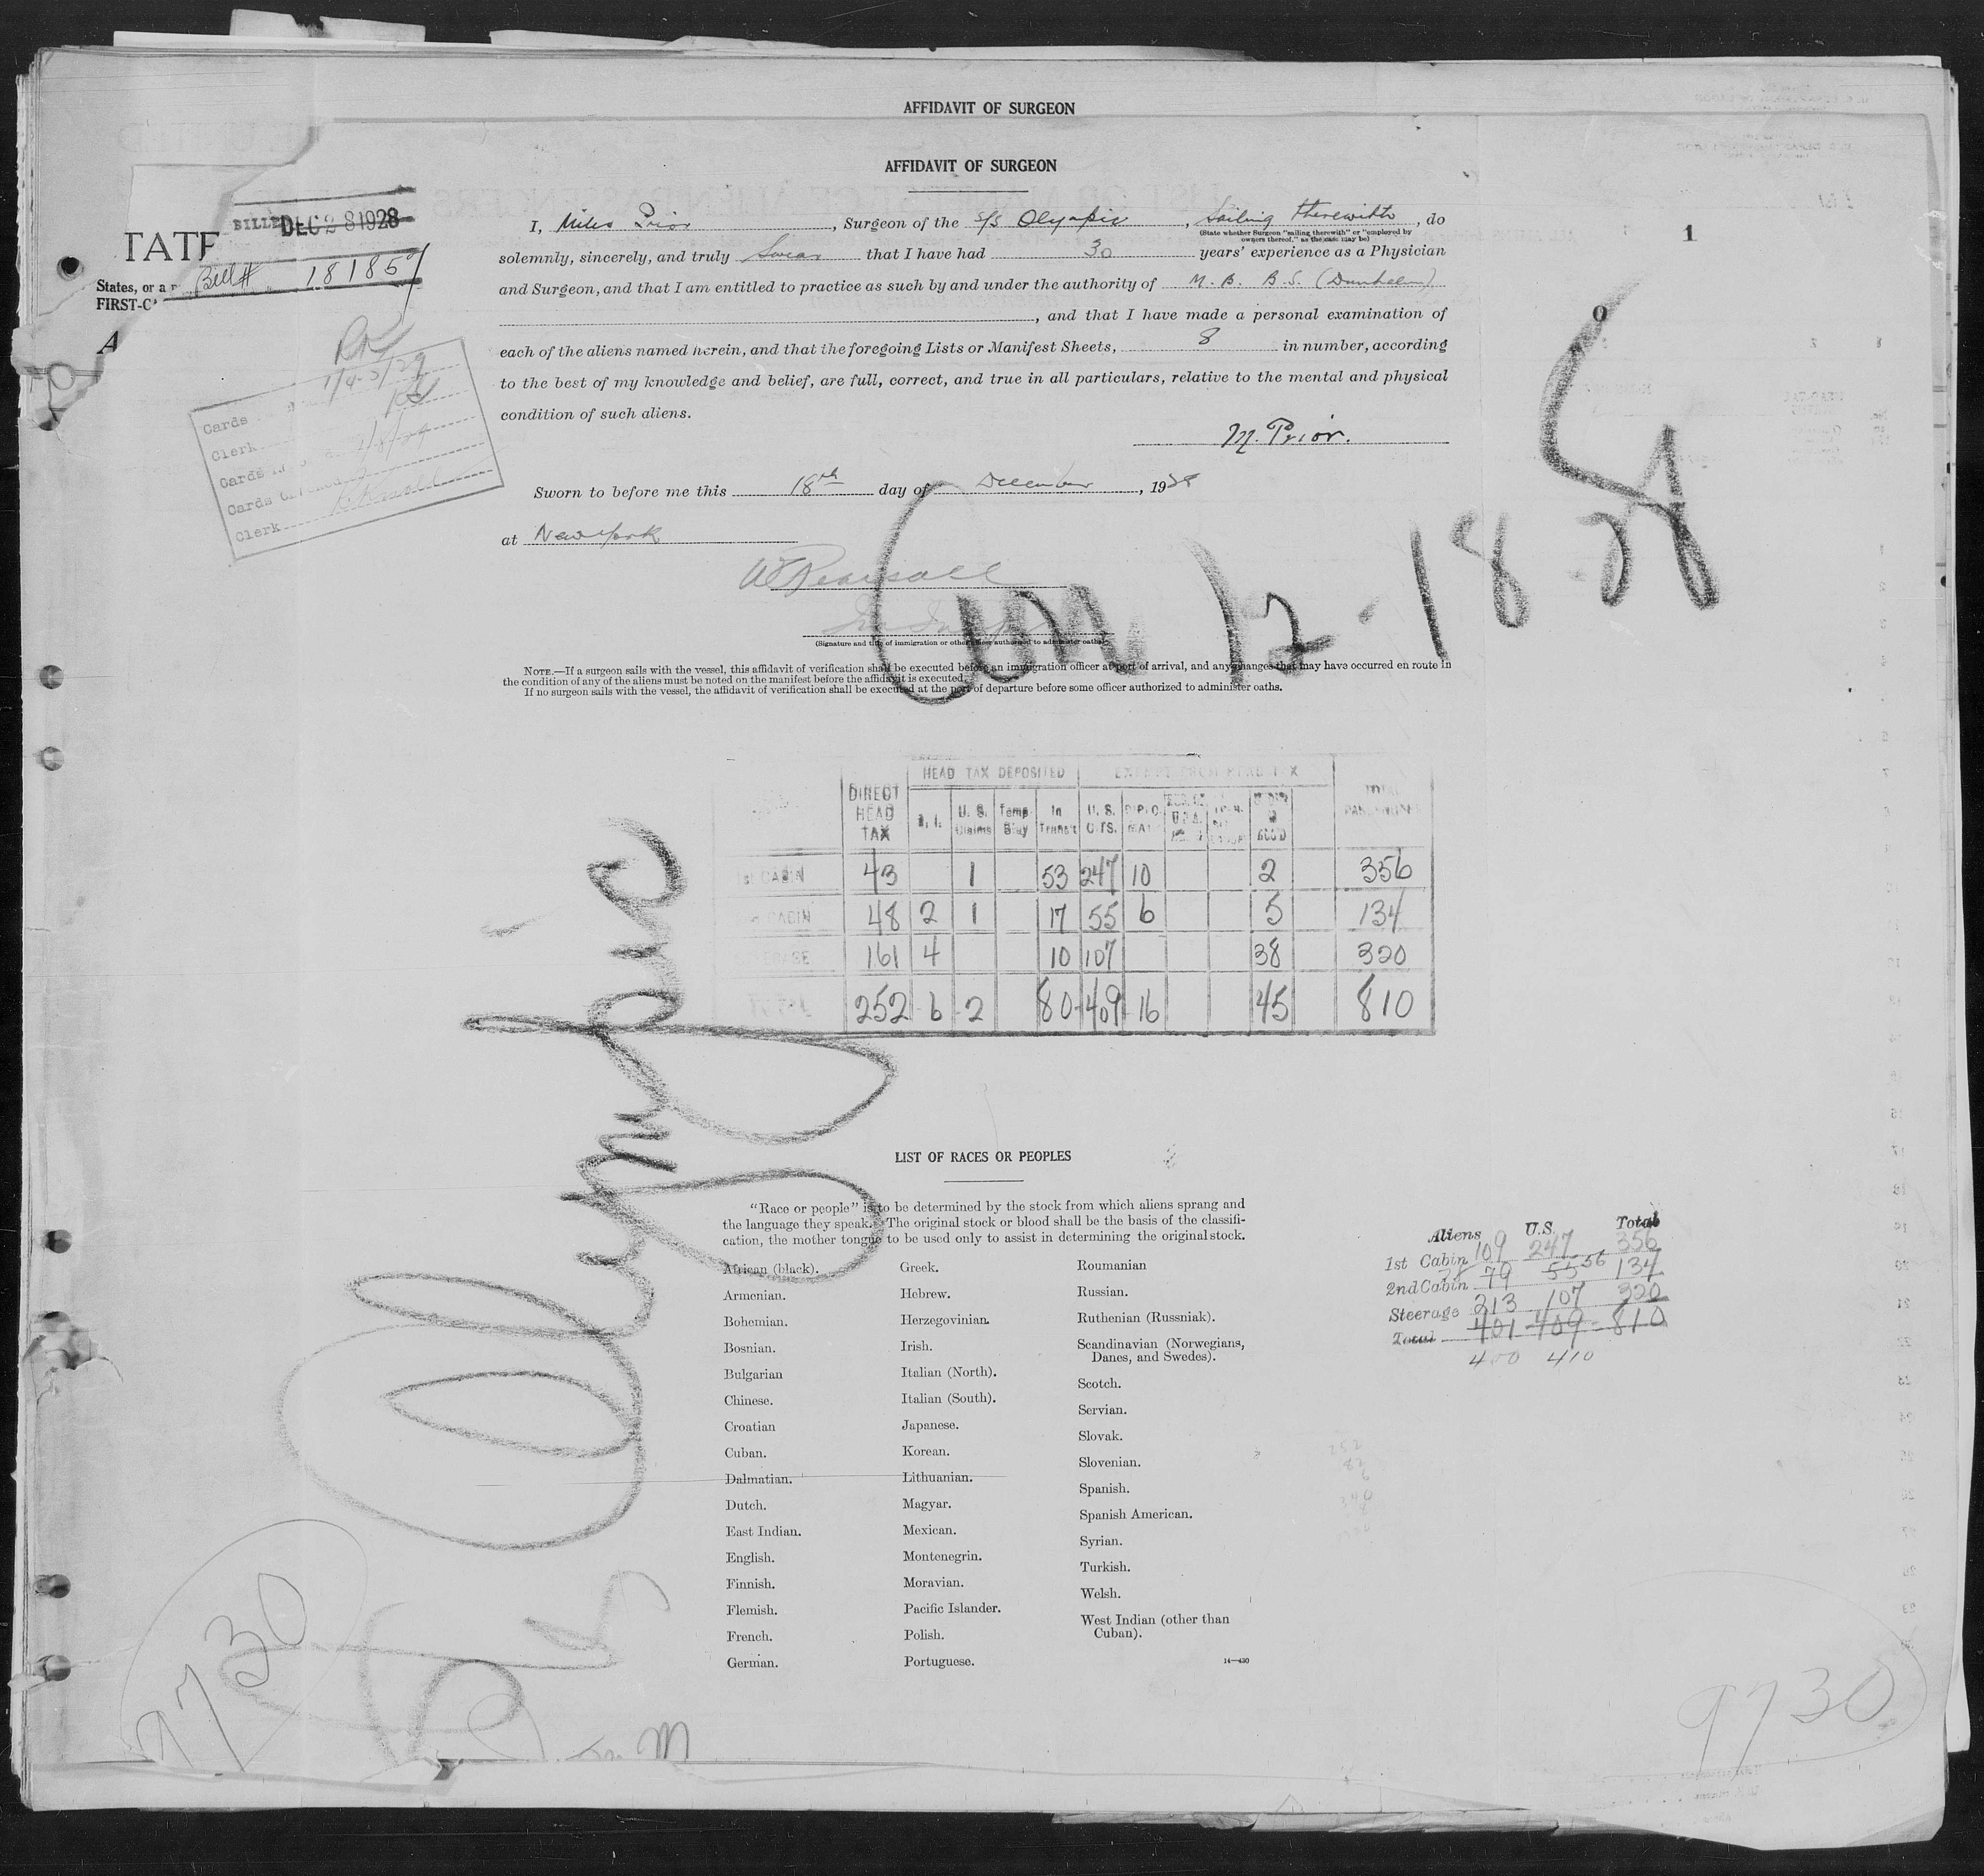 AFFIDAVIT OF SURGEON
AFFIDAVIT OF SURGEON
BILLED DEC 28 1928
TATE
Bill # 181857
States, or a p
FIRST-C
A
1
I, Miles Prior, Surgeon of the S/S Olympic, Sailing therewith, do
(State whether Surgeon "sailing therewith" or "employed by
owners thereof," as the case may be)
solemnly, sincerely, and truly Swear that I have had 30 years' experience as a Physician
and Surgeon, and that I am entitled to practice as such by and under the authority of M. B. B.S. (Dunhelm)
, and that I have made a personal examination of
each of the aliens named herein, and that the foregoing Lists or Manifest Sheets, 8 in number, according
to the best of my knowledge and belief, are full, correct, and true in all particulars, relative to the mental and physical
condition of such aliens.
M. Prior.
Cards
Clerk
Cards
Cards
Clerk
Sworn to before me this 18th day of December, 1928
at New York
W Pearsall
(Signature and title of immigration or other officer authorized to administer oaths)
12-18-28
NOTE.—If a surgeon sails with the vessel, this affidavit of verification shall be executed before an immigration officer at port of arrival, and any changes that may have occurred en route in
the condition of any of the aliens must be noted on the manifest before the affidavit is executed.
If no surgeon sails with the vessel, the affidavit of verification shall be executed at the port of departure before some officer authorized to administer oaths.
HEAD TAX DEPOSITED EXEMPT FROM HEAD TAX
DIRECT HEAD TAX U. S. Claims Temp Stay In Transit U. S. CITS. DIPLO MAT TOTAL PASSENGERS
1st CABIN 43 1 53 247 10 2 356
CABIN 48 2 1 17 55 6 5 134
STEERAGE 161 4 10 107 38 320
TOTAL 252 6 2 80 409 16 45 810
Olympic
LIST OF RACES OR PEOPLES
"Race or people" is to be determined by the stock from which aliens sprang and
the language they speak. The original stock or blood shall be the basis of the classifi-
cation, the mother tongue to be used only to assist in determining the original stock.
African (black).
Armenian.
Bohemian.
Bosnian.
Bulgarian
Chinese.
Croatian
Cuban.
Dalmatian.
Dutch.
East Indian.
English.
Finnish.
Flemish.
French.
German.
Greek.
Hebrew.
Herzegovinian.
Irish.
Italian (North).
Italian (South).
Japanese.
Korean.
Lithuanian.
Magyar.
Mexican.
Montenegrin.
Moravian.
Pacific Islander.
Polish.
Portuguese.
Roumanian
Russian.
Ruthenian (Russniak).
Scandinavian (Norwegians,
Danes, and Swedes).
Scotch.
Servian.
Slovak.
Slovenian.
Spanish.
Spanish American.
Syrian.
Turkish.
Welsh.
West Indian (other than
Cuban).
14—430
Aliens U.S. Total
1st Cabin 109 247 356
2nd Cabin 79 55 56 134
Steerage 213 107 320
Total 401 409 810
400 410
9730
9730